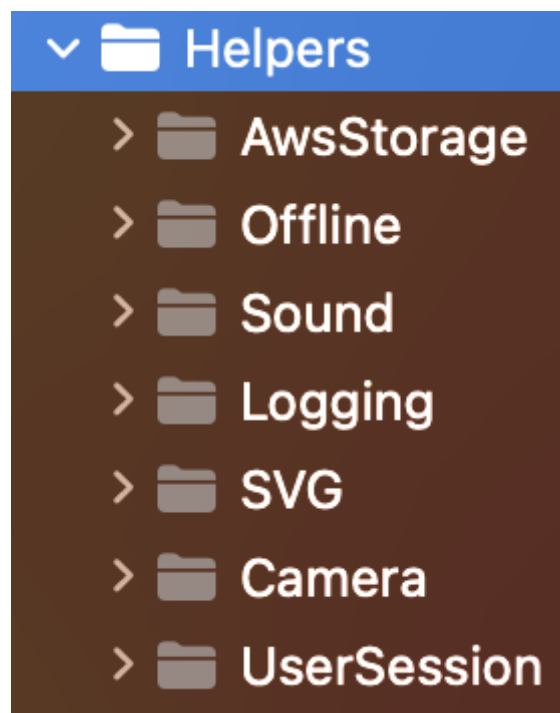 Helpers
AwsStorage
Offline
Sound
Logging
SVG
Camera
UserSession